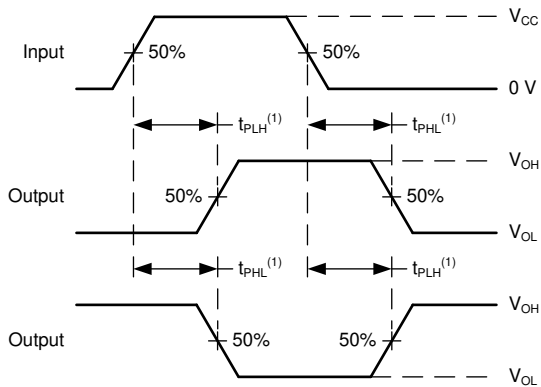 V_CC
Input 50% 50%
0 V
t_PLH^(1) t_PHL^(1)
V_OH
Output 50% 50%
V_OL
t_PHL^(1) t_PLH^(1)
V_OH
Output 50% 50%
V_OL